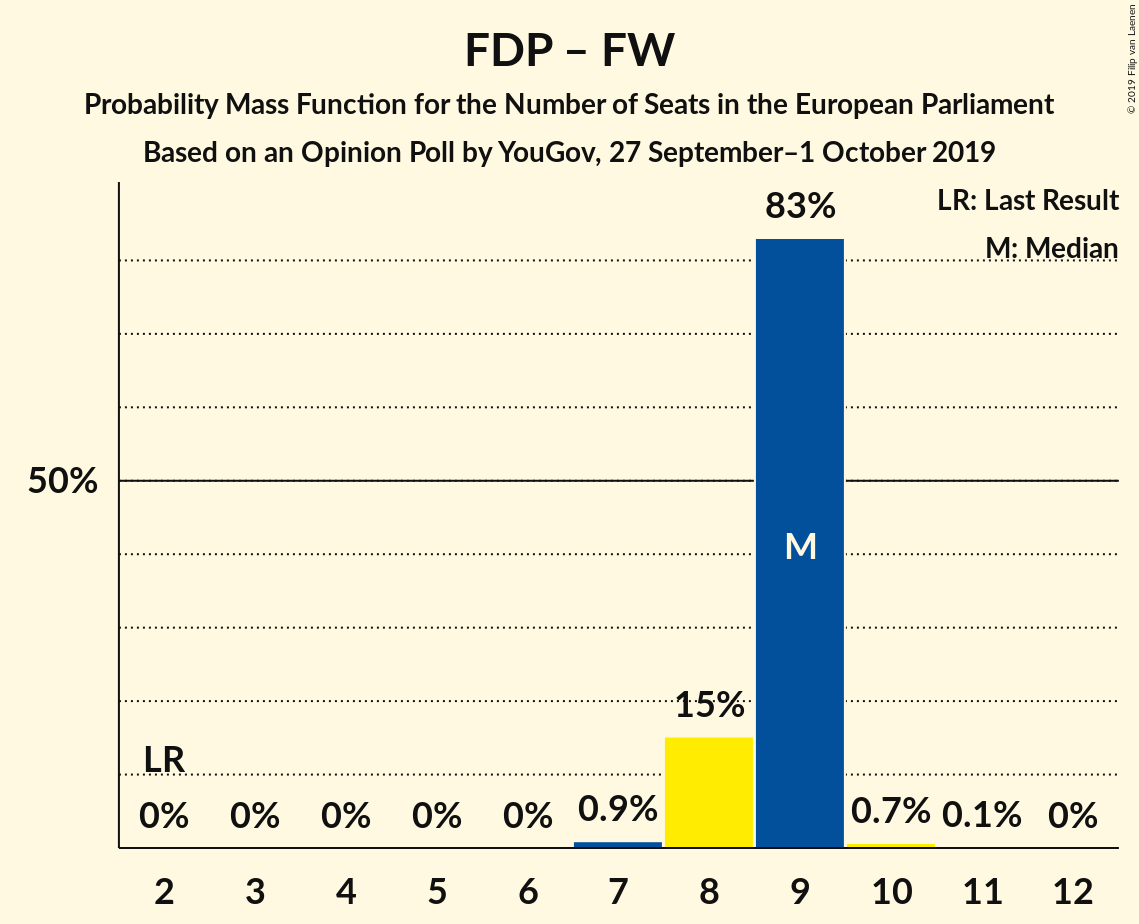 FDP – FW
Probability Mass Function for the Number of Seats in the European Parliament
Based on an Opinion Poll by YouGov, 27 September–1 October 2019
© 2019 Filip van Laenen
LR: Last Result
M: Median
83%
50%
M
15%
LR
0% 0% 0% 0% 0% 0.9% 0.7% 0.1% 0%
2 3 4 5 6 7 8 9 10 11 12